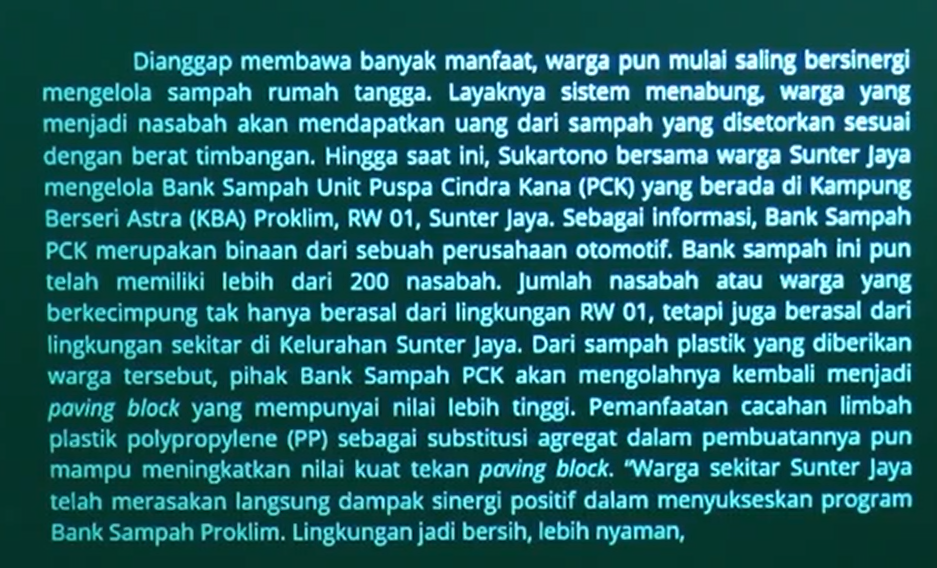 Dianggap membawa banyak manfaat, warga pun mulai saling bersinergi
mengelola sampah rumah tangga. Layaknya sistem menabung, warga yang
menjadi nasabah akan mendapatkan uang dari sampah yang disetorkan sesuai
dengan berat timbangan. Hingga saat ini, Sukartono bersama warga Sunter Jaya
mengelola Bank Sampah Unit Puspa Cindra Kana (PCK) yang berada di Kampung
Berseri Astra (KBA) Proklim, RW 01, Sunter Jaya. Sebagai informasi, Bank Sampah
PCK merupakan binaan dari sebuah perusahaan otomotif. Bank sampah ini pun
telah memiliki lebih dari 200 nasabah. Jumlah nasabah atau warga yang
berkecimpung tak hanya berasal dari lingkungan RW 01, tetapi juga berasal dari
lingkungan sekitar di Kelurahan Sunter Jaya. Dari sampah plastik yang diberikan
warga tersebut, pihak Bank Sampah PCK akan mengolahnya kembali menjadi
paving block yang mempunyai nilai lebih tinggi. Pemanfaatan cacahan limbah
plastik polypropylene (PP) sebagai substitusi agregat dalam pembuatannya pun
mampu meningkatkan nilai kuat tekan paving block. "Warga sekitar Sunter Jaya
telah merasakan langsung dampak sinergi positif dalam menyukseskan program
Bank Sampah Proklim. Lingkungan jadi bersih, lebih nyaman,